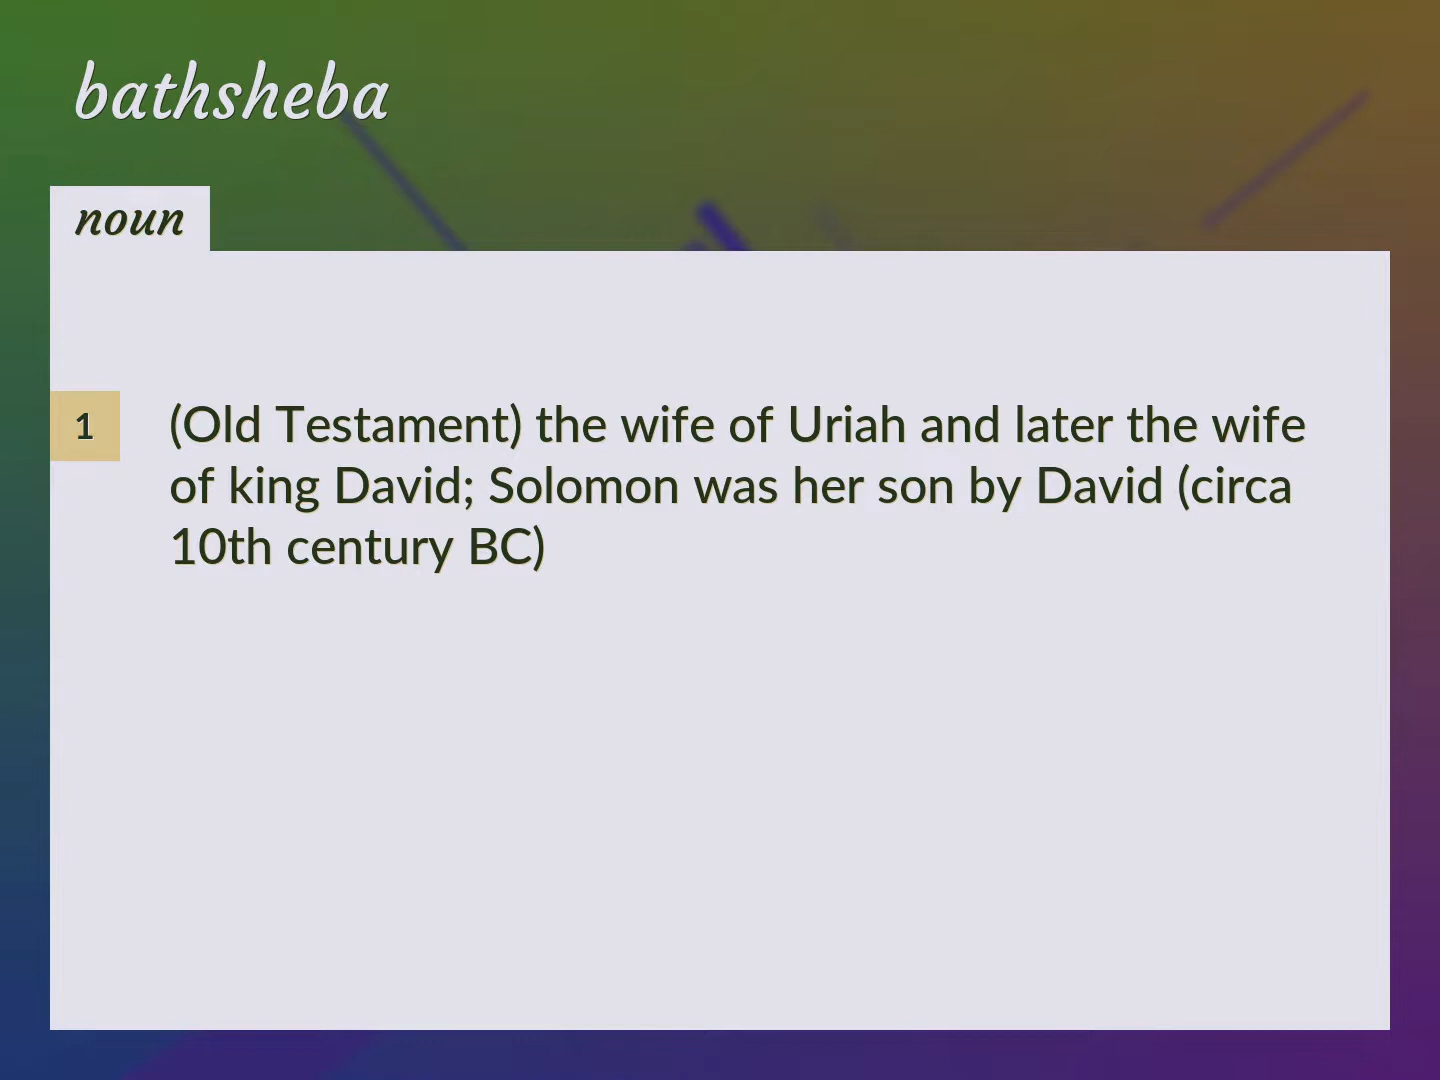 bathsheba
noun
1
(Old Testament) the wife of Uriah and later the wife
of king David; Solomon was her son by David (circa
10th century BC)